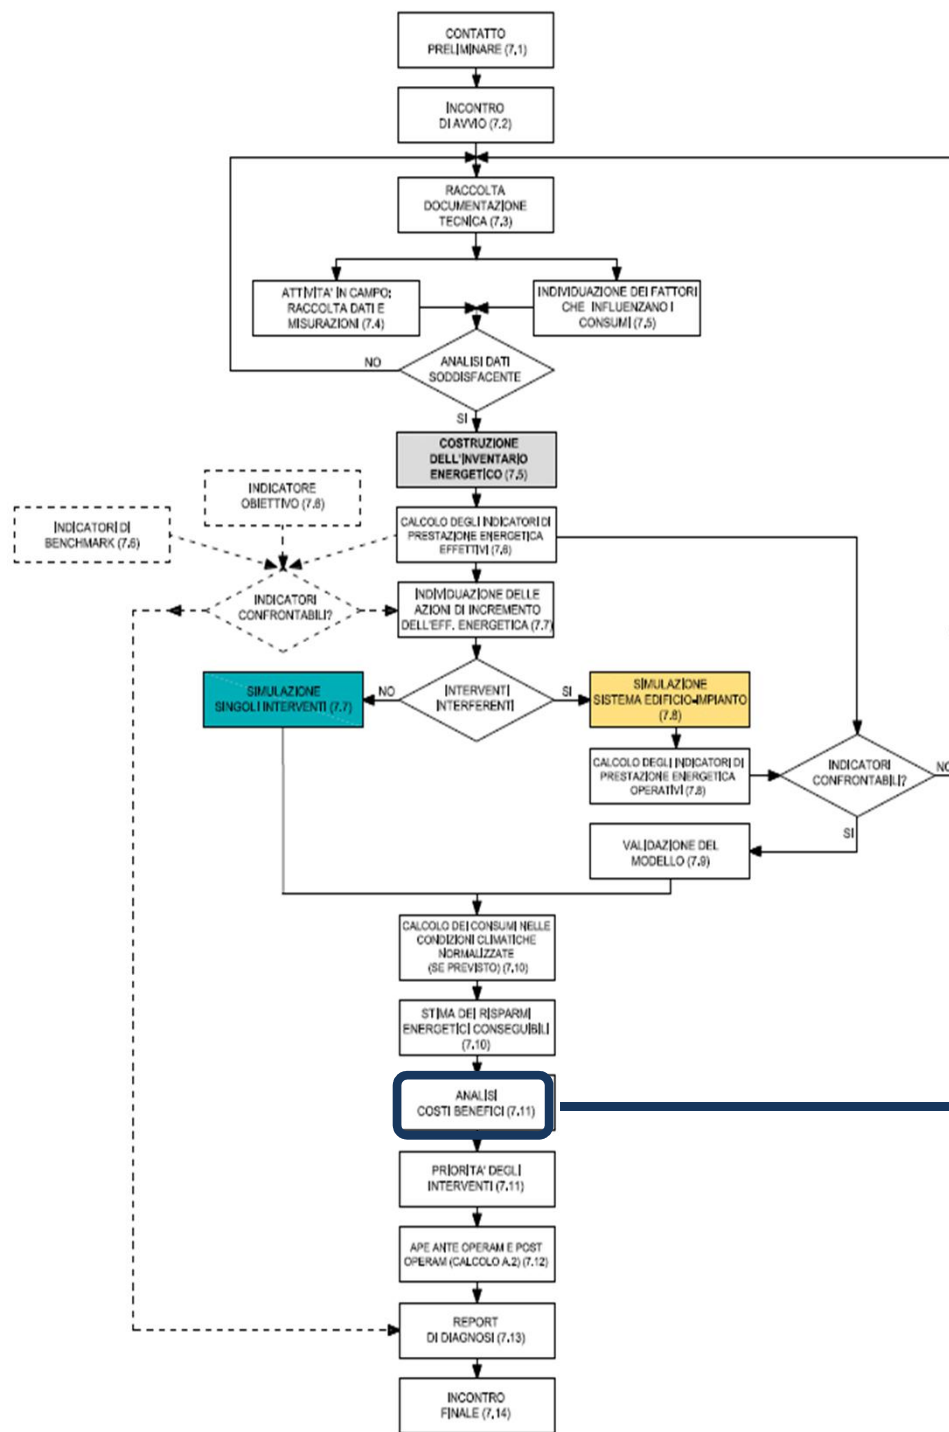 CONTATTO
PRELIMINARE (7.1)
INCONTRO
DI AVVIO (7.2)
RACCOLTA
DOCUMENTAZIONE
TECNICA (7.3)
ATTIVITA' IN CAMPO:
RACCOLTA DATI E
MISURAZIONI (7.4)
INDIVIDUAZIONE DEI FATTORI
CHE INFLUENZANO I
CONSUMI (7.5)
NO
ANALISI DATI
SODDISFACENTE
SI
COSTRUZIONE
DELL'INVENTARIO
ENERGETICO (7.5)
INDICATORE
OBIETTIVO (7.6)
INDICATORI DI
BENCHMARK (7.6)
CALCOLO DEGLI INDICATORI DI
PRESTAZIONE ENERGETICA
EFFETTIVI (7.6)
INDICATORI
CONFRONTABILI?
INDIVIDUAZIONE DELLE
AZIONI DI INCREMENTO
DELL'EFF. ENERGETICA (7.7)
SIMULAZIONE
SINGOLI INTERVENTI (7.7)
NO
INTERVENTI
INTERFERENTI
SI
SIMULAZIONE
SISTEMA EDIFICIO-IMPIANTO
(7.8)
CALCOLO DEGLI INDICATORI DI
PRESTAZIONE ENERGETICA
OPERATIVI (7.8)
INDICATORI
CONFRONTABILI?
NO
SI
VALIDAZIONE DEL
MODELLO (7.9)
CALCOLO DEI CONSUMI NELLE
CONDIZIONI CLIMATICHE
NORMALIZZATE
(SE PREVISTO) (7.10)
STIMA DEI RISPARMI
ENERGETICI CONSEGUIBILI
(7.10)
ANALISI
COSTI BENEFICI (7.11)
PRIORITA' DEGLI
INTERVENTI (7.11)
APE ANTE OPERAM E POST
OPERAM (CALCOLO A.2) (7.12)
REPORT
DI DIAGNOSI (7.13)
INCONTRO
FINALE (7.14)